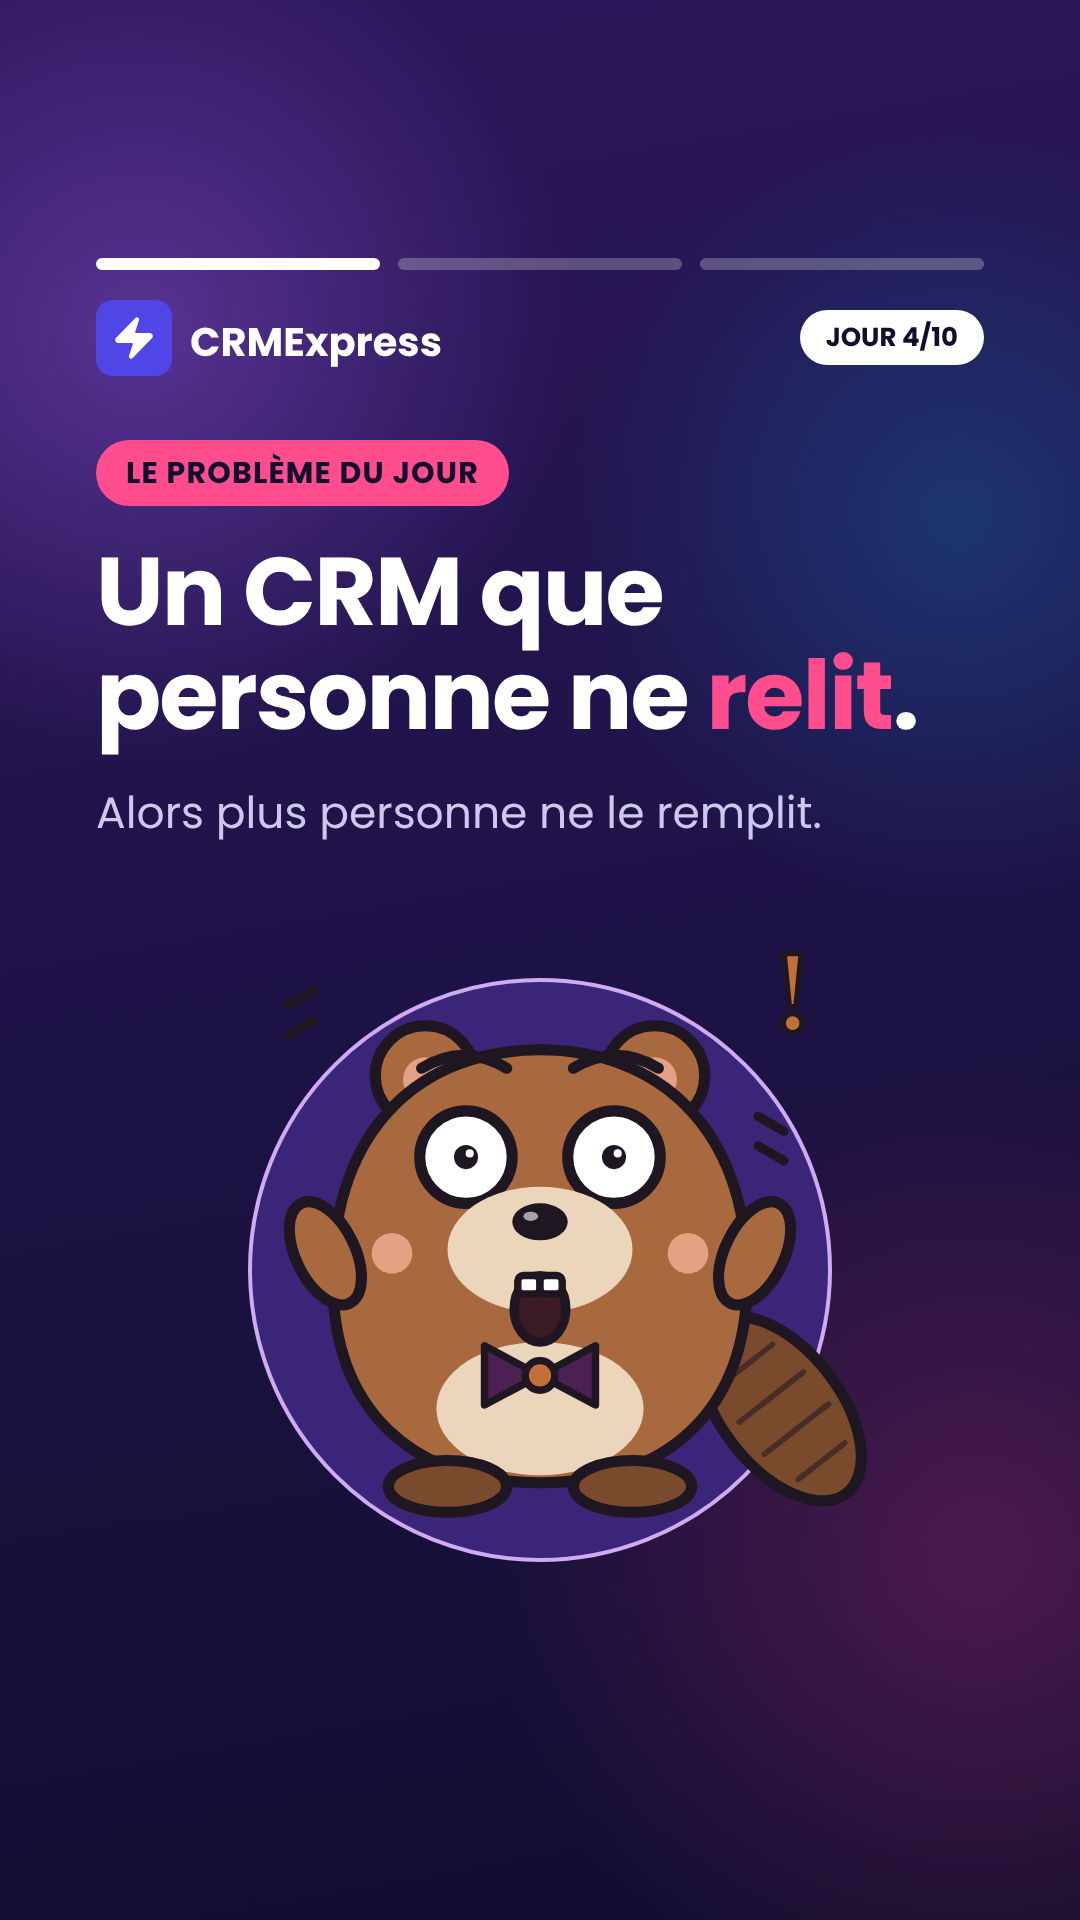 CRMExpress
JOUR 4/10
LE PROBLÈME DU JOUR
Un CRM que
personne ne relit.
Alors plus personne ne le remplit.
!